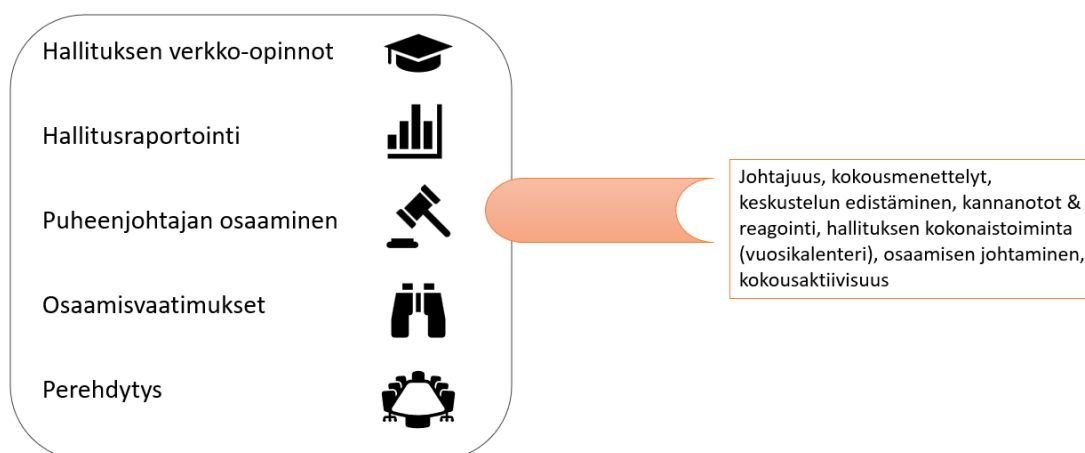 Hallituksen verkko-opinnot
Hallitusraportointi
Puheenjohtajan osaaminen
Osaamisvaatimukset
Perehdytys
Johtajuus, kokousmenettelyt,
keskustelun edistäminen, kannanotot &
reagointi, hallituksen kokonaistoiminta
(vuosikalenteri), osaamisen johtaminen,
kokousaktiivisuus